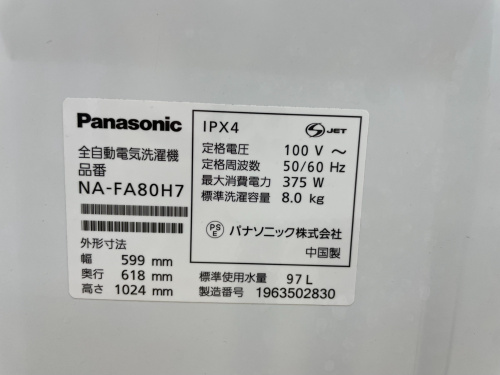 Panasonic
全自動電気洗濯機
品番
NA-FA80H7
外形寸法
幅 599 mm
奥行 618 mm
高さ 1024 mm
IPX4
S JET
定格電圧 100 V ～
定格周波数 50/60 Hz
最大消費電力 375 W
標準洗濯容量 8.0 kg
PS E パナソニック株式会社
中国製
標準使用水量 97 L
製造番号 1963502830